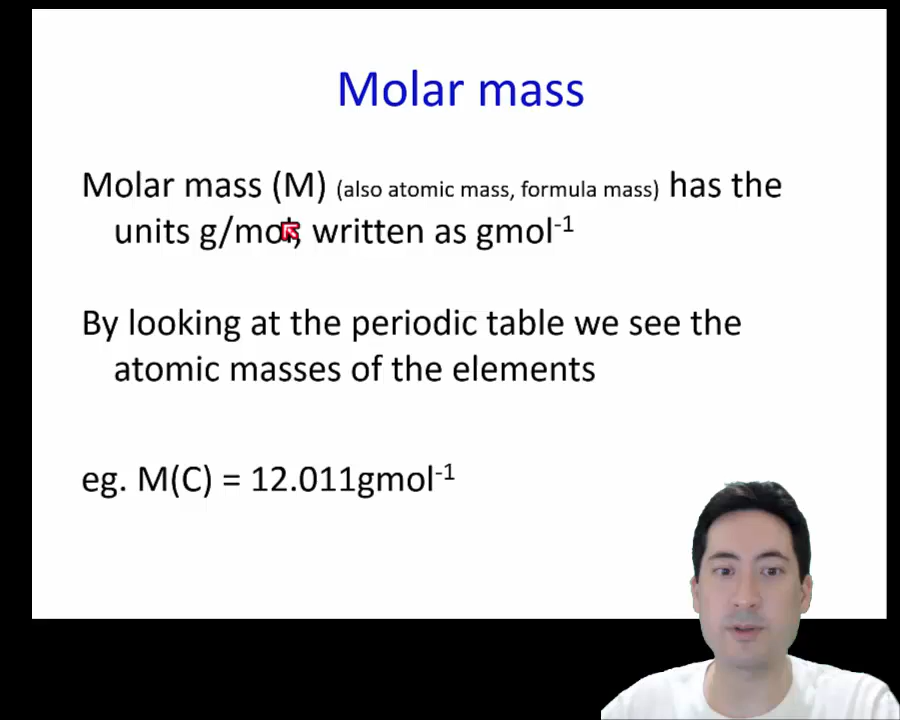 Molar mass
Molar mass (M) (also atomic mass, formula mass) has the
units g/mol, written as gmol⁻¹
By looking at the periodic table we see the
atomic masses of the elements
eg. M(C) = 12.011gmol⁻¹